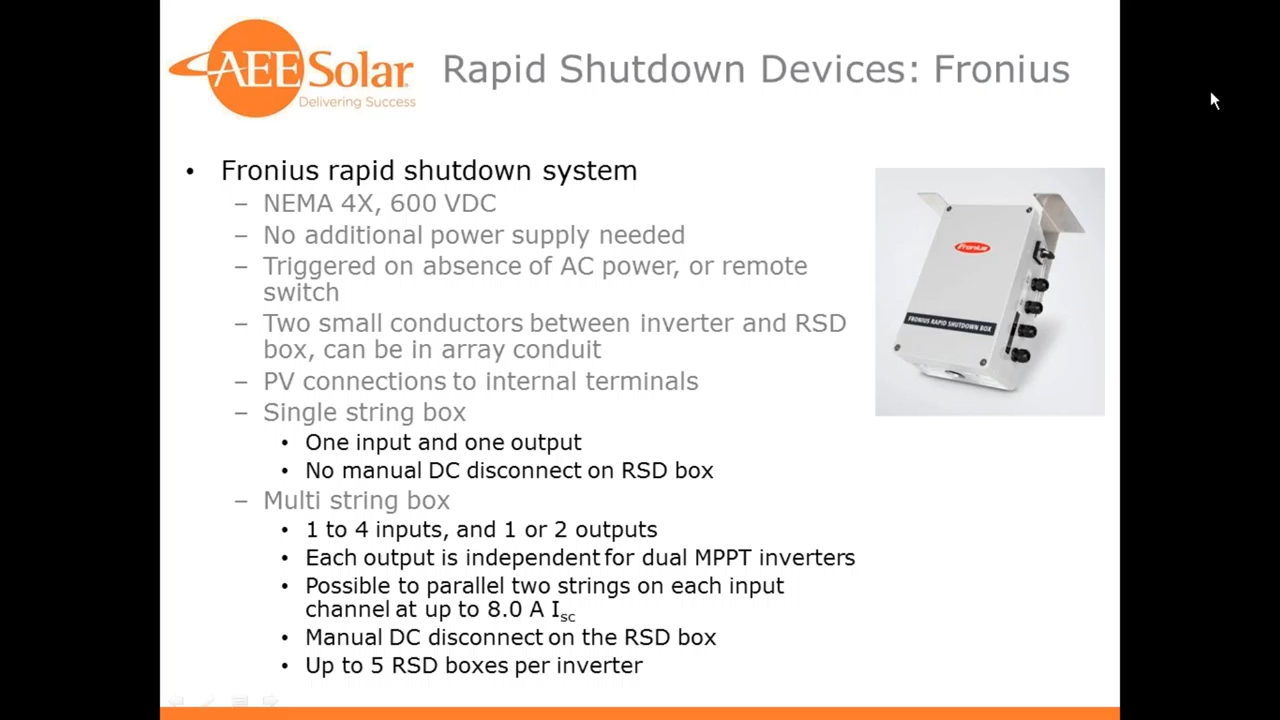 AEE Solar
Delivering Success
Rapid Shutdown Devices: Fronius
• Fronius rapid shutdown system
– NEMA 4X, 600 VDC
– No additional power supply needed
– Triggered on absence of AC power, or remote
switch
– Two small conductors between inverter and RSD
box, can be in array conduit
– PV connections to internal terminals
– Single string box
• One input and one output
• No manual DC disconnect on RSD box
– Multi string box
• 1 to 4 inputs, and 1 or 2 outputs
• Each output is independent for dual MPPT inverters
• Possible to parallel two strings on each input
channel at up to 8.0 A Isc
• Manual DC disconnect on the RSD box
• Up to 5 RSD boxes per inverter
Fronius
FRONIUS RAPID SHUTDOWN BOX